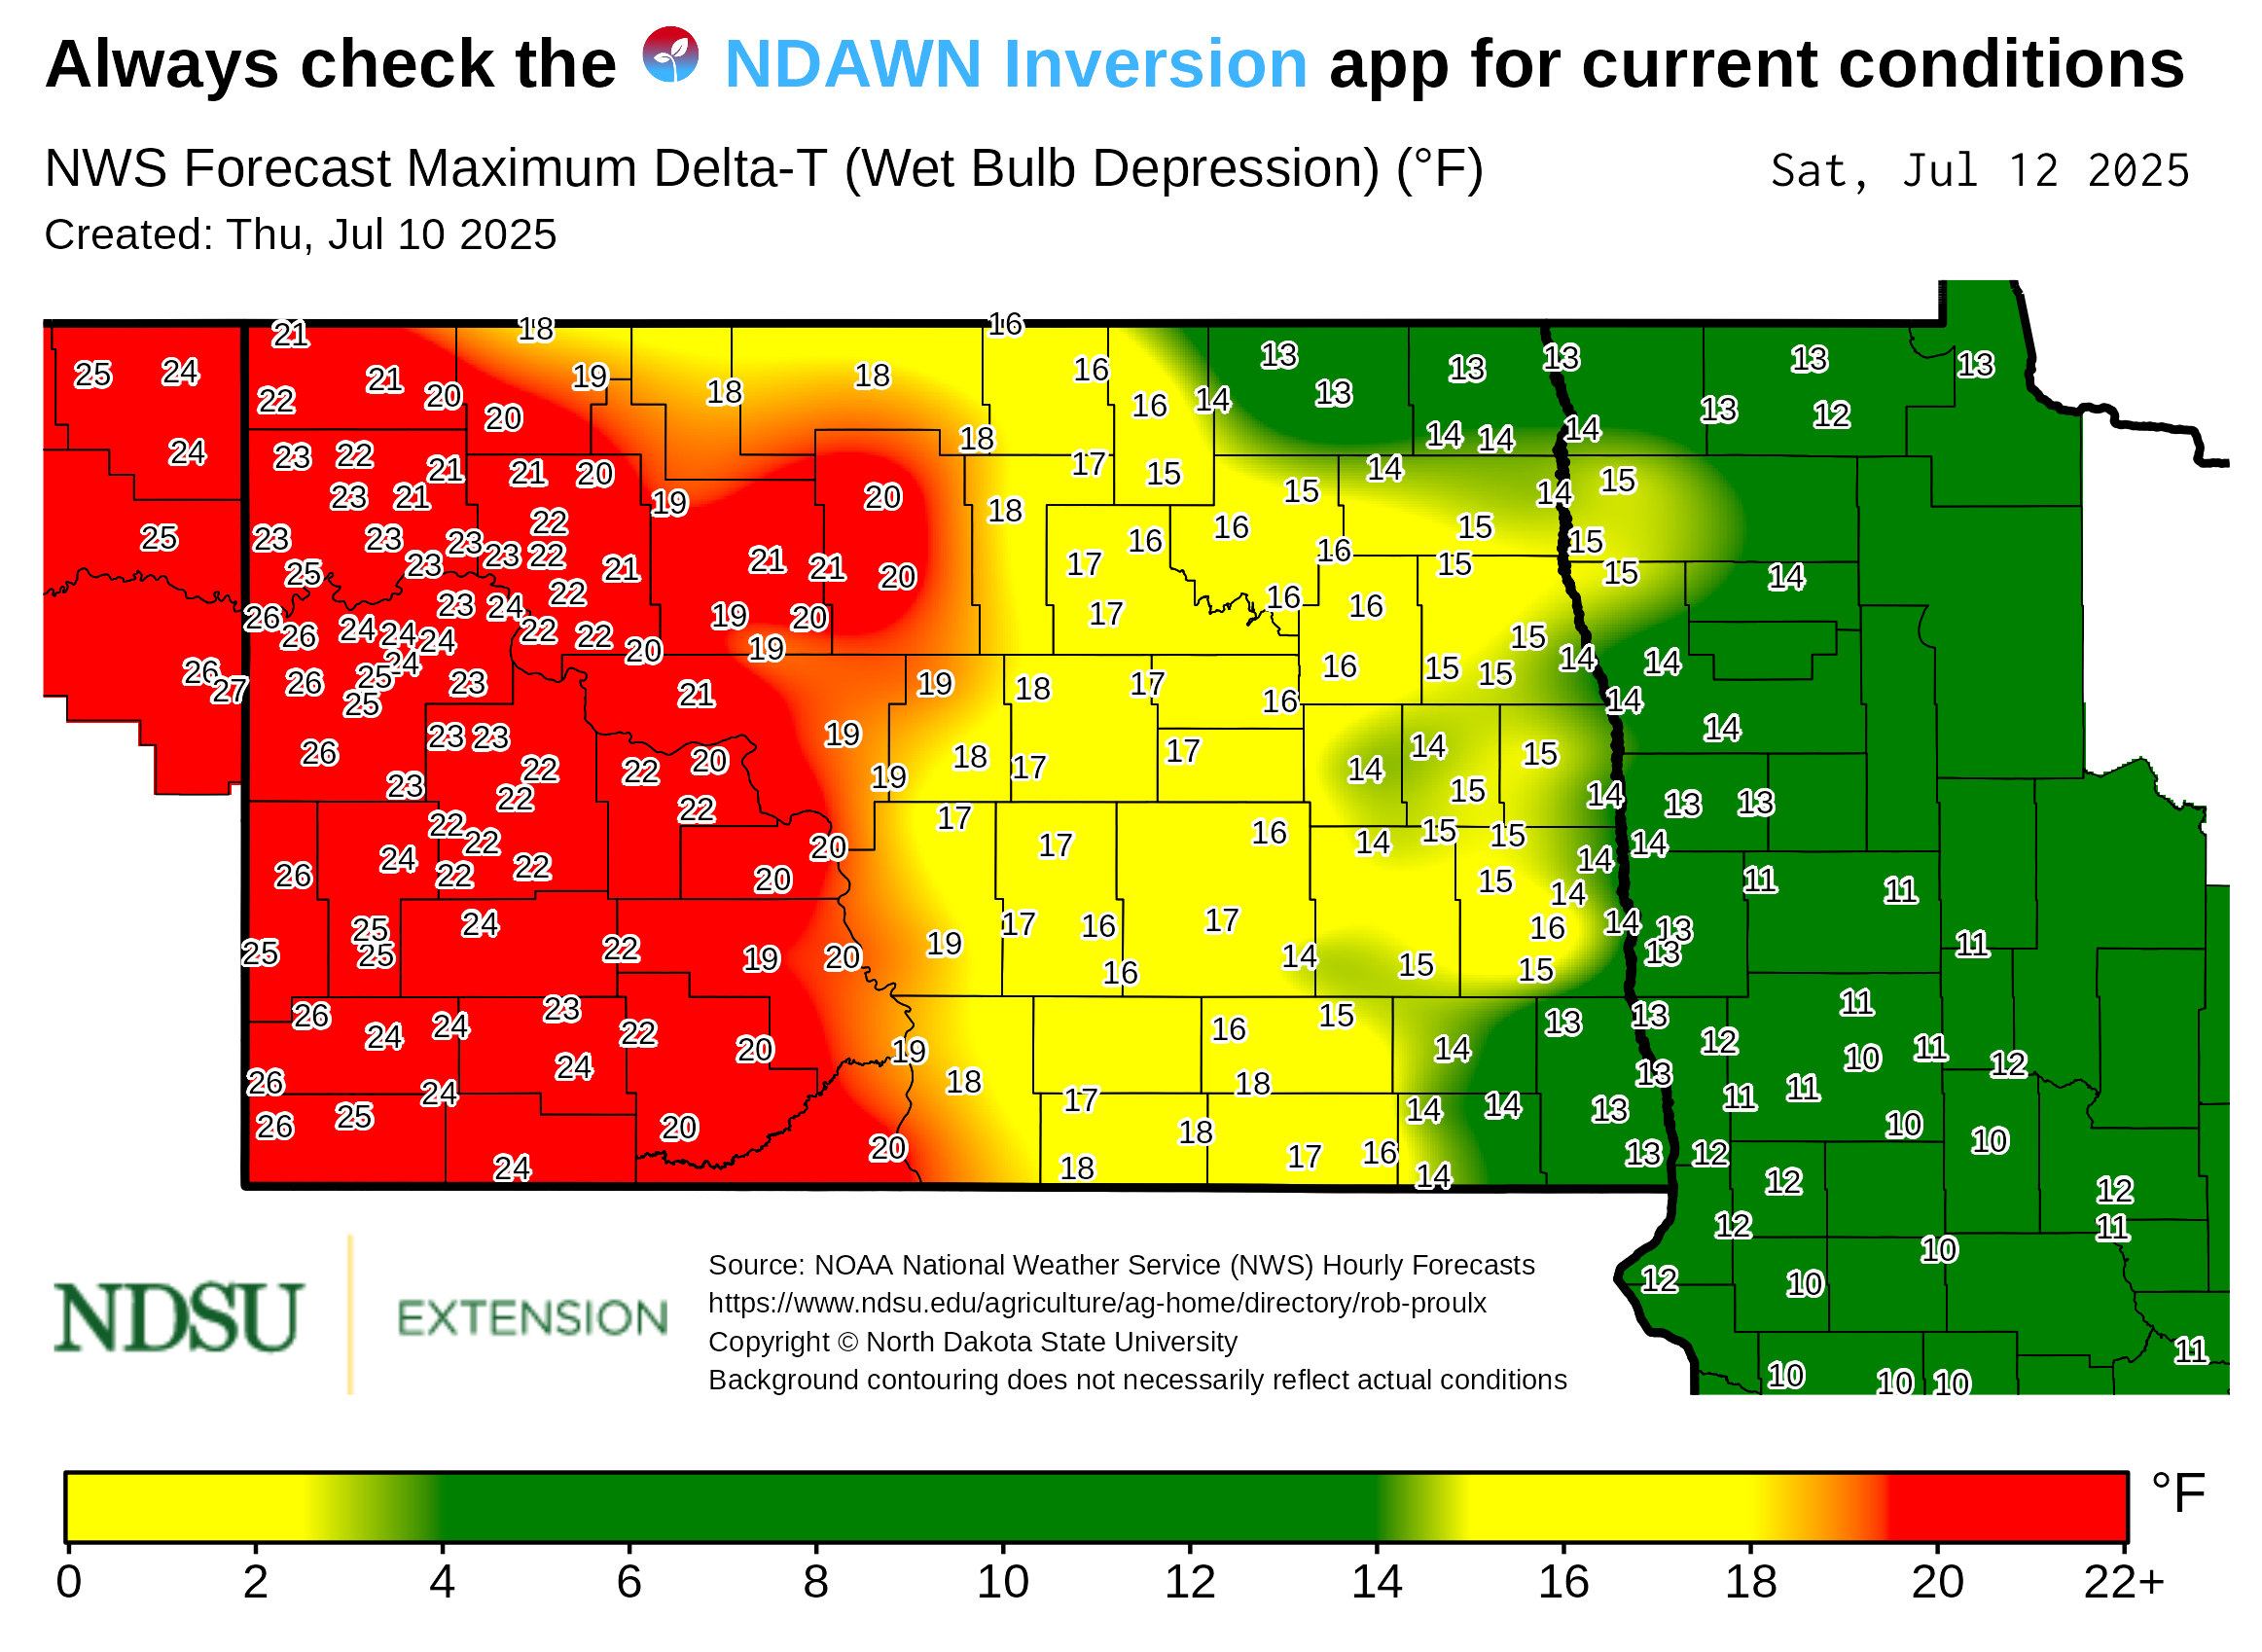 Always check the NDAWN Inversion app for current conditions
NWS Forecast Maximum Delta-T (Wet Bulb Depression) (°F) Sat, Jul 12 2025
Created: Thu, Jul 10 2025
21 18 16
25 24 21 20 19 18 18 16 13 13 13 13 13
22 20 16 14 13 13 12
24 23 22 21 21 20 18 17 15 14 14 14 14
23 21 19 20 18 15 14 14 15
25 23 23 23 23 22 22 16 16 15 15
25 23 21 21 21 20 17 16 15 15 14
26 23 24 22 19 20 17 16 16
26 24 24 24 22 22 20 19 15
26 27 26 25 24 23 21 19 18 17 16 15 15 14 14
25 16 14
26 23 23 22 22 20 19 18 17 17 14 14 15 14
23 22 22 19 15 14 13 13
22 22 20 17 17 16 14 15 15 14
26 24 22 22 20 15 14 14 11 11
25 25 25 24 22 19 20 19 17 16 17 14 15 16 15 14 13 13 11
16
26 24 24 23 22 20 19 16 15 14 13 13 12 11 10 11 12
26 24 24 18 18 13 11 11
26 25 20 17 14 14 13 10
24 20 18 18 17 16 14 13 12 10
12 12 12 11
12 10 10
11
10 10 10
NDSU EXTENSION
Source: NOAA National Weather Service (NWS) Hourly Forecasts
https://www.ndsu.edu/agriculture/ag-home/directory/rob-proulx
Copyright © North Dakota State University
Background contouring does not necessarily reflect actual conditions
°F
0 2 4 6 8 10 12 14 16 18 20 22+